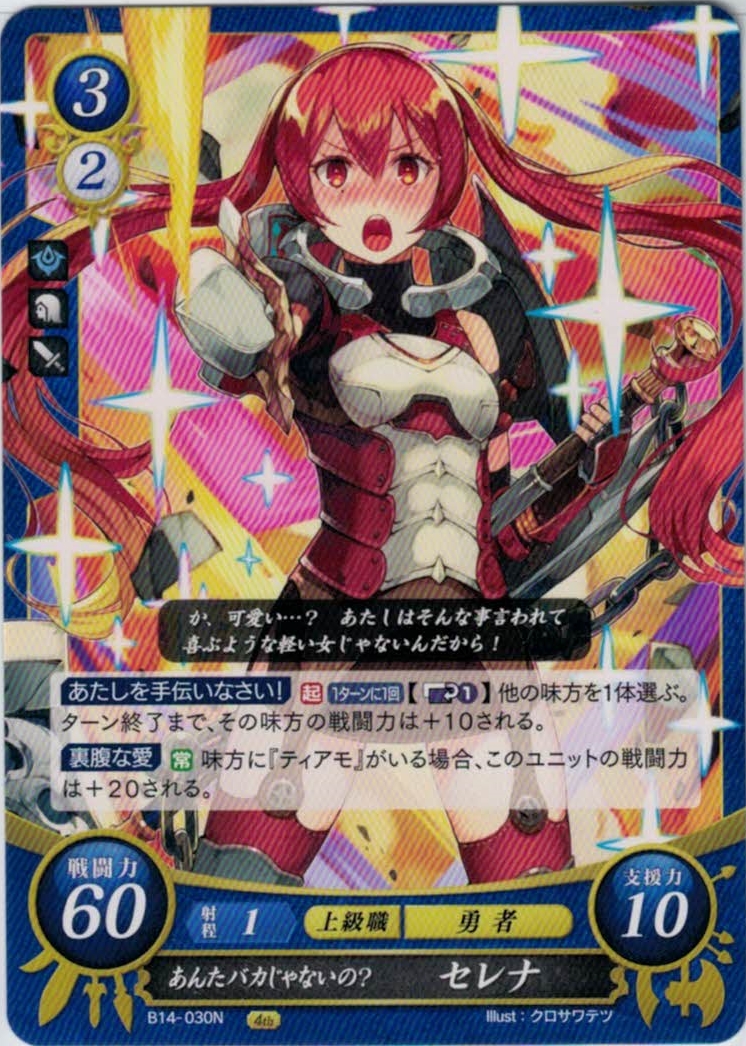 3
2
か、可愛い…? あたしはそんな事言われて
喜ぶような軽い女じゃないんだから!
あたしを手伝いなさい! 起 1ターンに1回【 1】他の味方を1体選ぶ。
ターン終了まで、その味方の戦闘力は+10される。
裏腹な愛 常 味方に『ティアモ』がいる場合、このユニットの戦闘力
は+20される。
戦闘力
60
射程 1
上級職 勇者
支援力
10
あんたバカじゃないの? セレナ
B14-030N 4th Illust:クロサワテツ